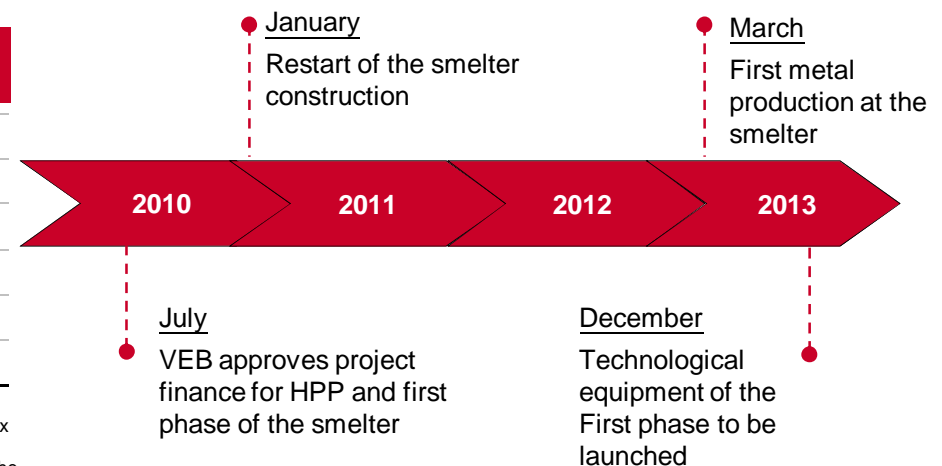 January
Restart of the smelter
construction
March
First metal
production at the
smelter
2010
2011
2012
2013
July
VEB approves project
finance for HPP and first
phase of the smelter
December
Technological
equipment of the
First phase to be
launched
x